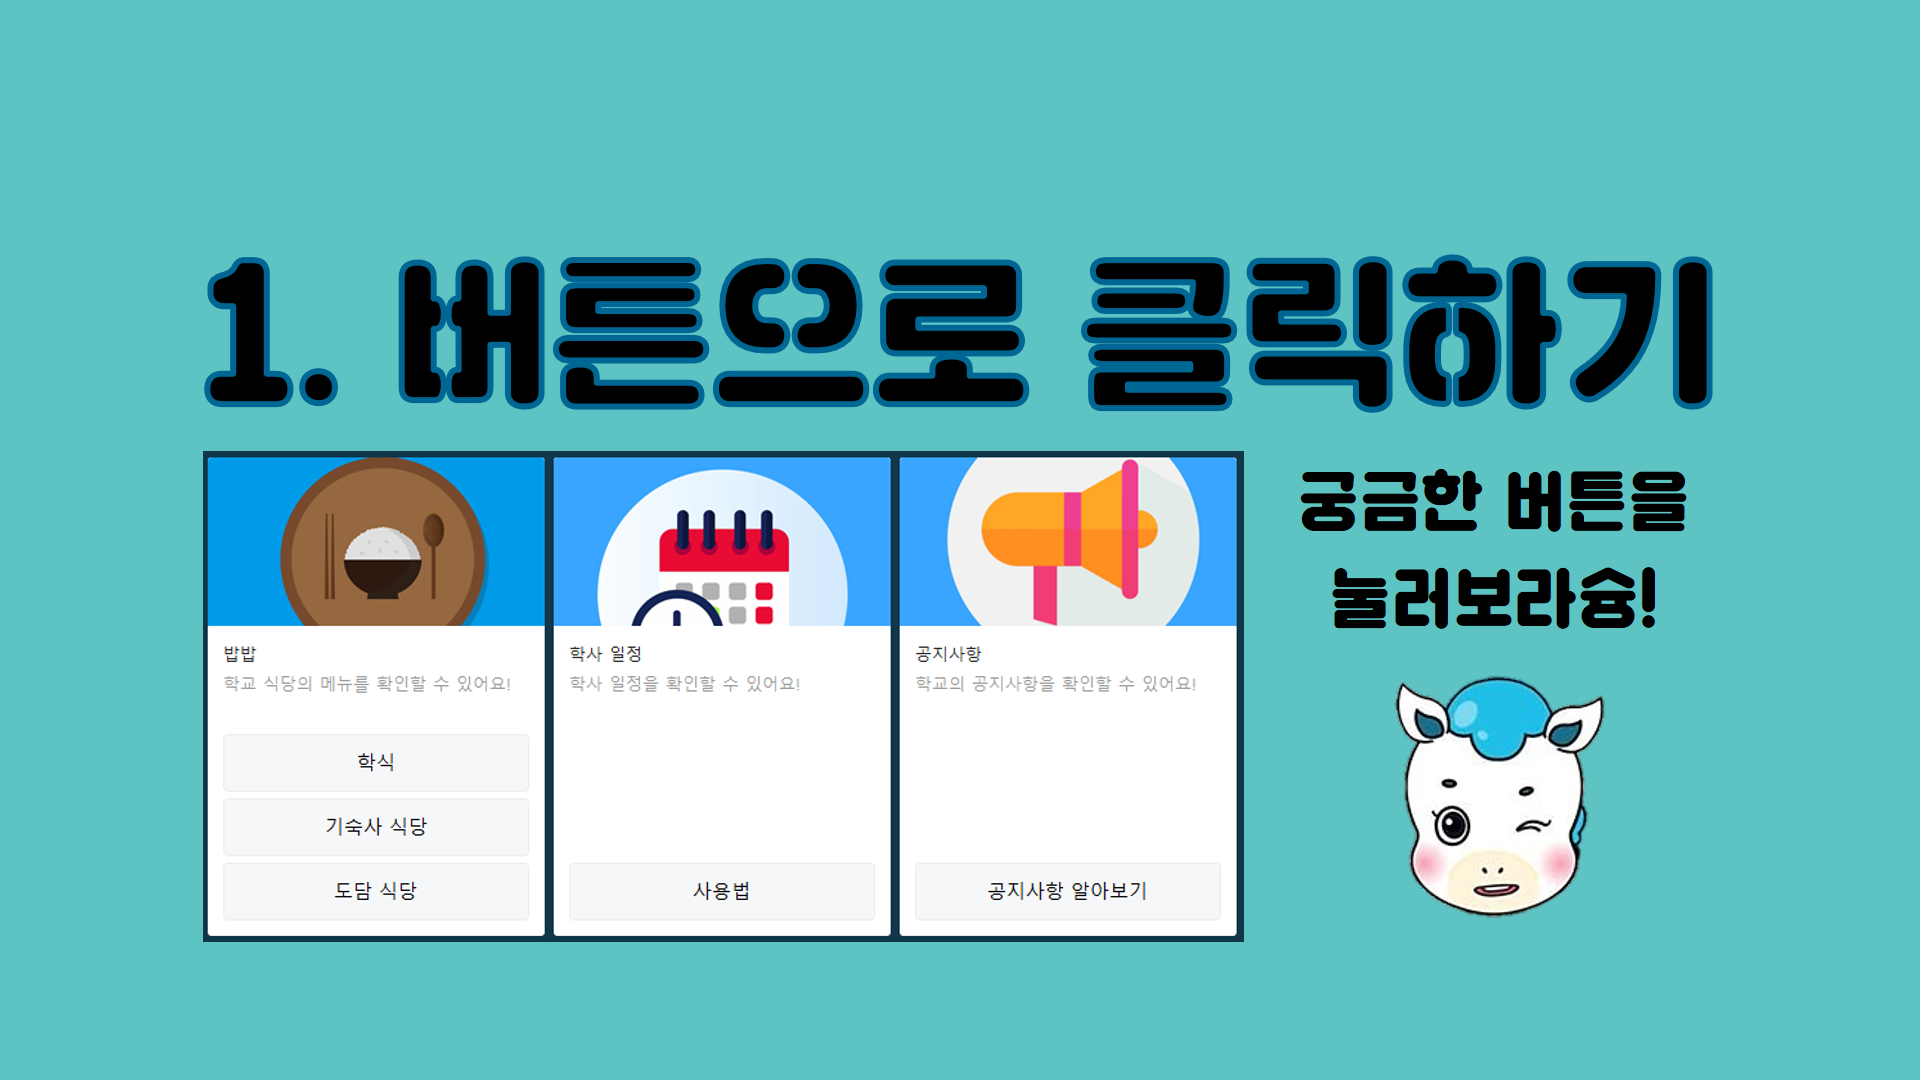 1. 버튼으로 클릭하기
밥밥
학교 식당의 메뉴를 확인할 수 있어요!
학식
기숙사 식당
도담 식당
학사 일정
학사 일정을 확인할 수 있어요!
사용법
공지사항
학교의 공지사항을 확인할 수 있어요!
공지사항 알아보기
궁금한 버튼을
눌러보라슝!